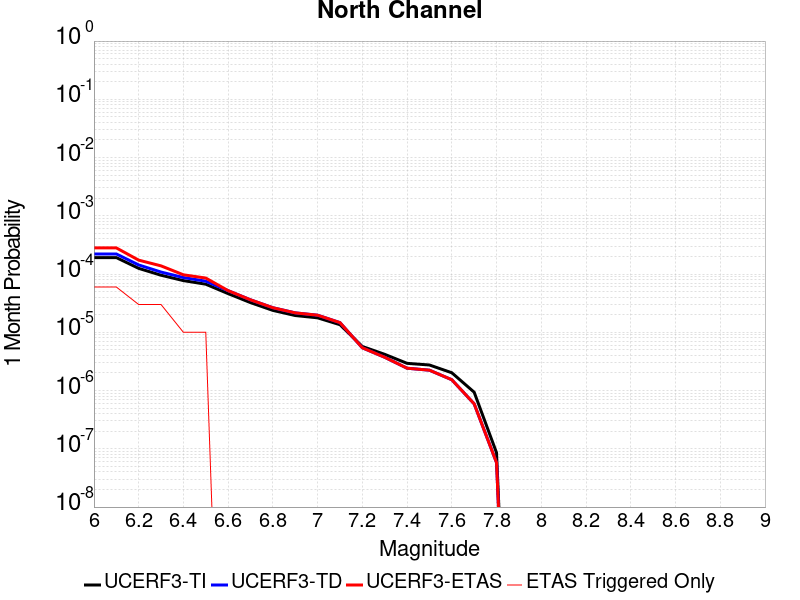 North Channel
10^0
10^-1
10^-2
10^-3
10^-4
10^-5
10^-6
10^-7
10^-8
1 Month Probability
6 6.2 6.4 6.6 6.8 7 7.2 7.4 7.6 7.8 8 8.2 8.4 8.6 8.8 9
Magnitude
UCERF3-TI UCERF3-TD UCERF3-ETAS ETAS Triggered Only